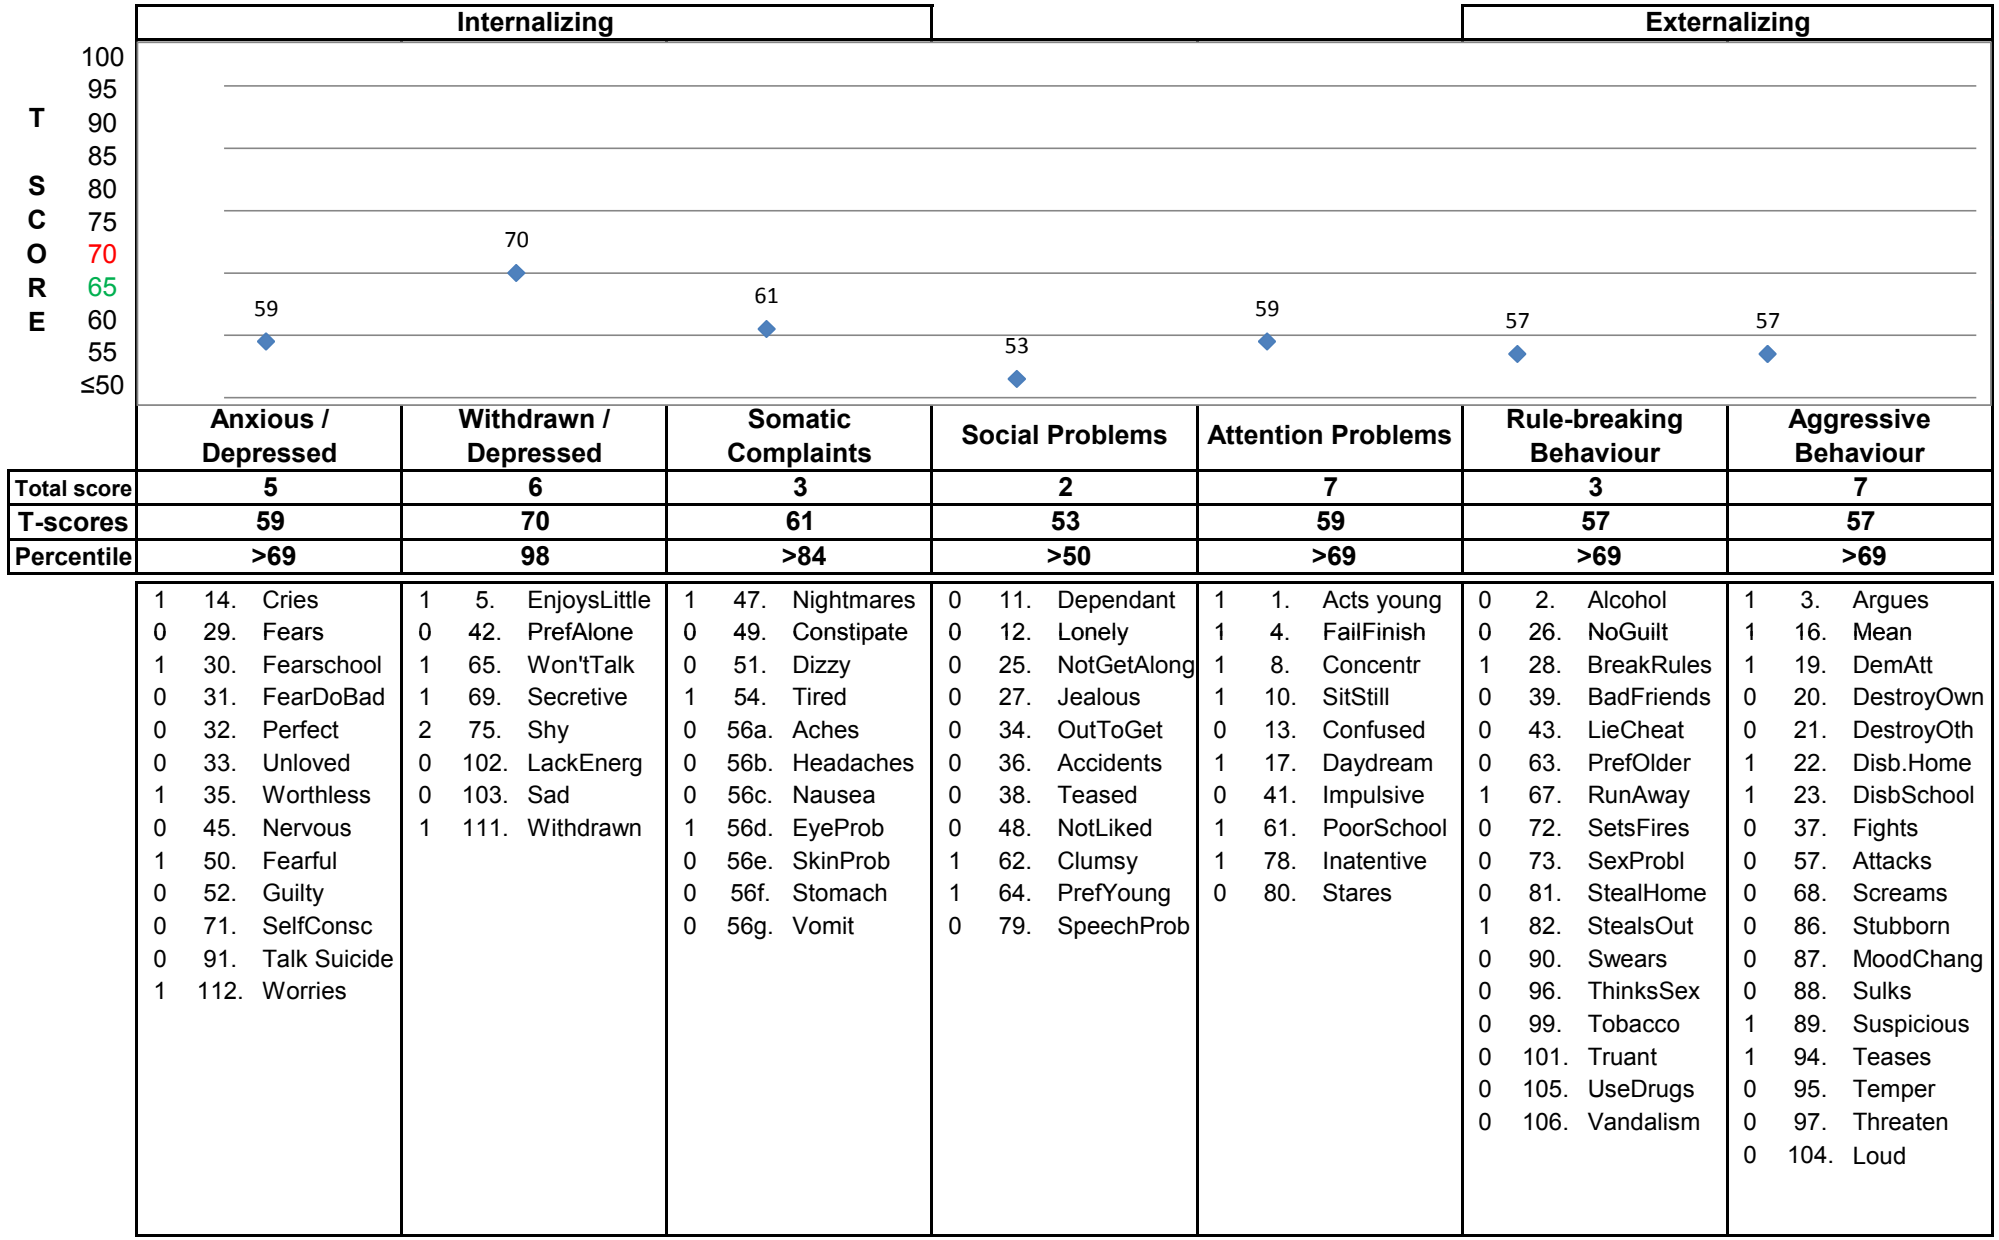 Internalizing Externalizing
100
95
T 90
85
S 80
C 75
O 70
R 65
E 60
55
≤50
59 70 61 53 59 57 57
Anxious / Withdrawn / Somatic Social Problems Attention Problems Rule-breaking Aggressive
Depressed Depressed Complaints Behaviour Behaviour
Total score 5 6 3 2 7 3 7
T-scores 59 70 61 53 59 57 57
Percentile >69 98 >84 >50 >69 >69 >69
1 14. Cries 1 5. EnjoysLittle 1 47. Nightmares 0 11. Dependant 1 1. Acts young 0 2. Alcohol 1 3. Argues
0 29. Fears 0 42. PrefAlone 0 49. Constipate 0 12. Lonely 1 4. FailFinish 0 26. NoGuilt 1 16. Mean
1 30. Fearschool 1 65. Won'tTalk 0 51. Dizzy 0 25. NotGetAlong 1 8. Concentr 1 28. BreakRules 1 19. DemAtt
0 31. FearDoBad 1 69. Secretive 1 54. Tired 0 27. Jealous 1 10. SitStill 0 39. BadFriends 0 20. DestroyOwn
0 32. Perfect 2 75. Shy 0 56a. Aches 0 34. OutToGet 0 13. Confused 0 43. LieCheat 0 21. DestroyOth
0 33. Unloved 0 102. LackEnerg 0 56b. Headaches 0 36. Accidents 1 17. Daydream 0 63. PrefOlder 1 22. Disb.Home
1 35. Worthless 0 103. Sad 0 56c. Nausea 0 38. Teased 0 41. Impulsive 1 67. RunAway 1 23. DisbSchool
0 45. Nervous 1 111. Withdrawn 1 56d. EyeProb 0 48. NotLiked 1 61. PoorSchool 0 72. SetsFires 0 37. Fights
1 50. Fearful 0 56e. SkinProb 1 62. Clumsy 1 78. Inatentive 0 73. SexProbl 0 57. Attacks
0 52. Guilty 0 56f. Stomach 1 64. PrefYoung 0 80. Stares 0 81. StealHome 0 68. Screams
0 71. SelfConsc 0 56g. Vomit 0 79. SpeechProb 1 82. StealsOut 0 86. Stubborn
0 91. Talk Suicide 0 90. Swears 0 87. MoodChang
1 112. Worries 0 96. ThinksSex 0 88. Sulks
0 99. Tobacco 1 89. Suspicious
0 101. Truant 1 94. Teases
0 105. UseDrugs 0 95. Temper
0 106. Vandalism 0 97. Threaten
0 104. Loud